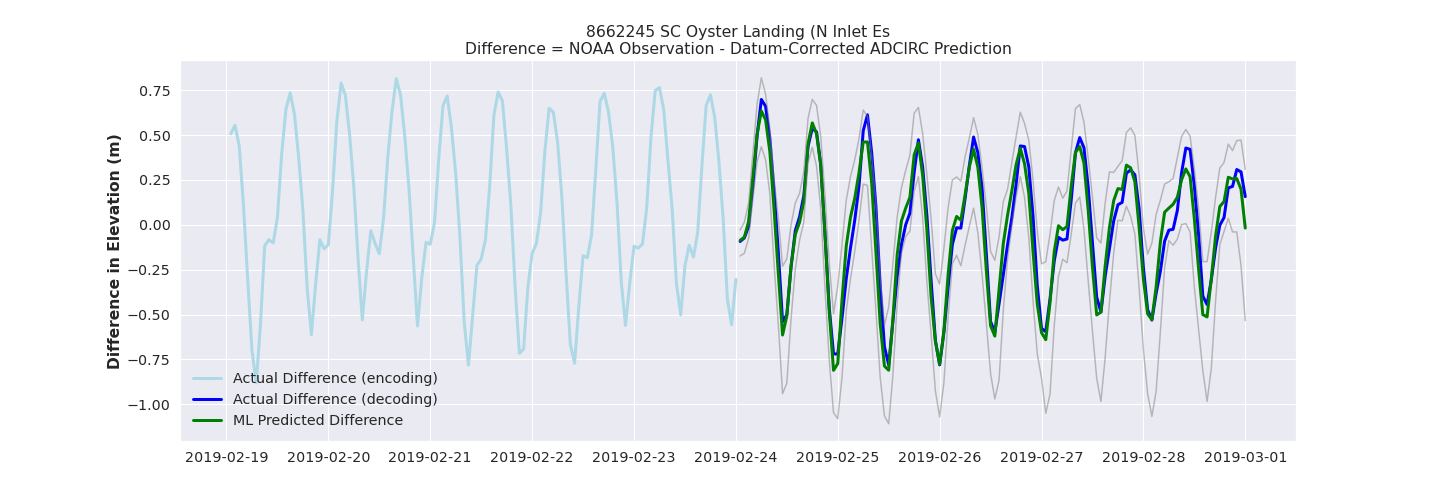 8662245 SC Oyster Landing (N Inlet Es
Difference = NOAA Observation - Datum-Corrected ADCIRC Prediction
Difference in Elevation (m)
0.75
0.50
0.25
0.00
−0.25
−0.50
−0.75
−1.00
Actual Difference (encoding)
Actual Difference (decoding)
ML Predicted Difference
2019-02-19 2019-02-20 2019-02-21 2019-02-22 2019-02-23 2019-02-24 2019-02-25 2019-02-26 2019-02-27 2019-02-28 2019-03-01